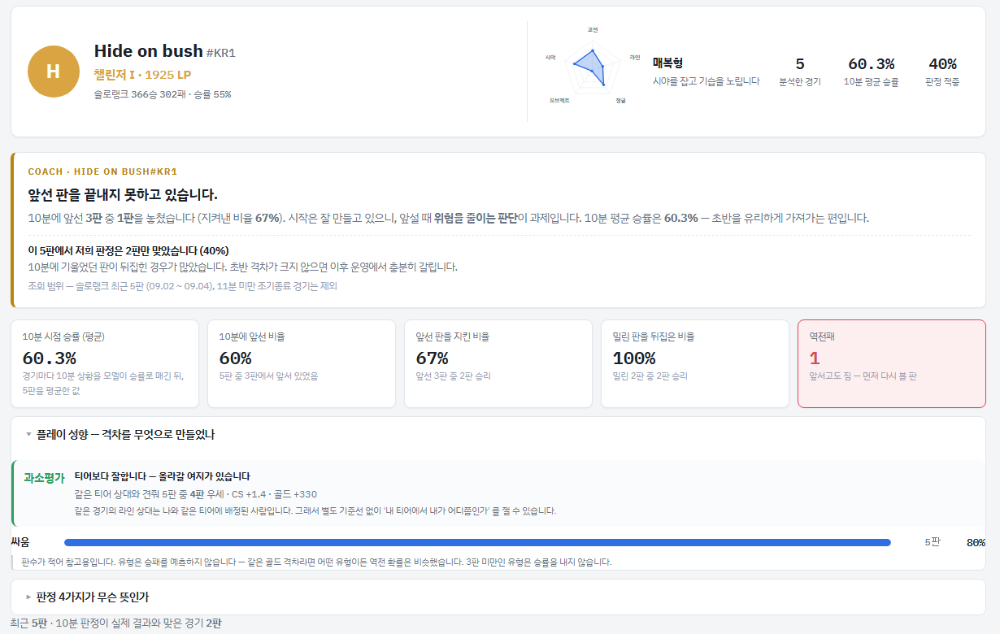 H
Hide on bush #KR1
챌린저 I · 1925 LP
솔로랭크 366승 302패 · 승률 55%
교전
시야
라인
오브젝트
정글
매복형
시야를 잡고 기습을 노립니다
5
분석한 경기
60.3%
10분 평균 승률
40%
판정 적중
COACH · HIDE ON BUSH#KR1
앞선 판을 끝내지 못하고 있습니다.
10분에 앞선 3판 중 1판을 놓쳤습니다 (지켜낸 비율 67%). 시작은 잘 만들고 있으니, 앞설 때 위험을 줄이는 판단이 과제입니다. 10분 평균 승률은 60.3% — 초반을 유리하게 가져가는 편입니다.
이 5판에서 저희 판정은 2판만 맞았습니다 (40%)
10분에 기울었던 판이 뒤집힌 경우가 많았습니다. 초반 격차가 크지 않으면 이후 운영에서 충분히 갈립니다.
조회 범위 — 솔로랭크 최근 5판 (09.02 ~ 09.04), 11분 미만 조기종료 경기는 제외
10분 시점 승률 (평균)
60.3%
경기마다 10분 상황을 모델이 승률로 매긴 뒤,
5판을 평균한 값
10분에 앞선 비율
60%
5판 중 3판에서 앞서 있었음
앞선 판을 지킨 비율
67%
앞선 3판 중 2판 승리
밀린 판을 뒤집은 비율
100%
밀린 2판 중 2판 승리
역전패
1
앞서고도 짐 — 먼저 다시 볼 판
▾ 플레이 성향 — 격차를 무엇으로 만들었나
과소평가
티어보다 잘합니다 — 올라갈 여지가 있습니다
같은 티어 상대와 견줘 5판 중 4판 우세 · CS +1.4 · 골드 +330
같은 경기의 라인 상대는 나와 같은 티어에 배정된 사람입니다. 그래서 별도 기준선 없이 '내 티어에서 내가 어디쯤인가' 를 잴 수 있습니다.
싸움
5판
80%
판수가 적어 참고용입니다. 유형은 승패를 예측하지 않습니다 — 같은 골드 격차라면 어떤 유형이든 역전 확률은 비슷했습니다. 3판 미만인 유형은 승률을 내지 않습니다.
▸ 판정 4가지가 무슨 뜻인가
최근 5판 · 10분 판정이 실제 결과와 맞은 경기 2판